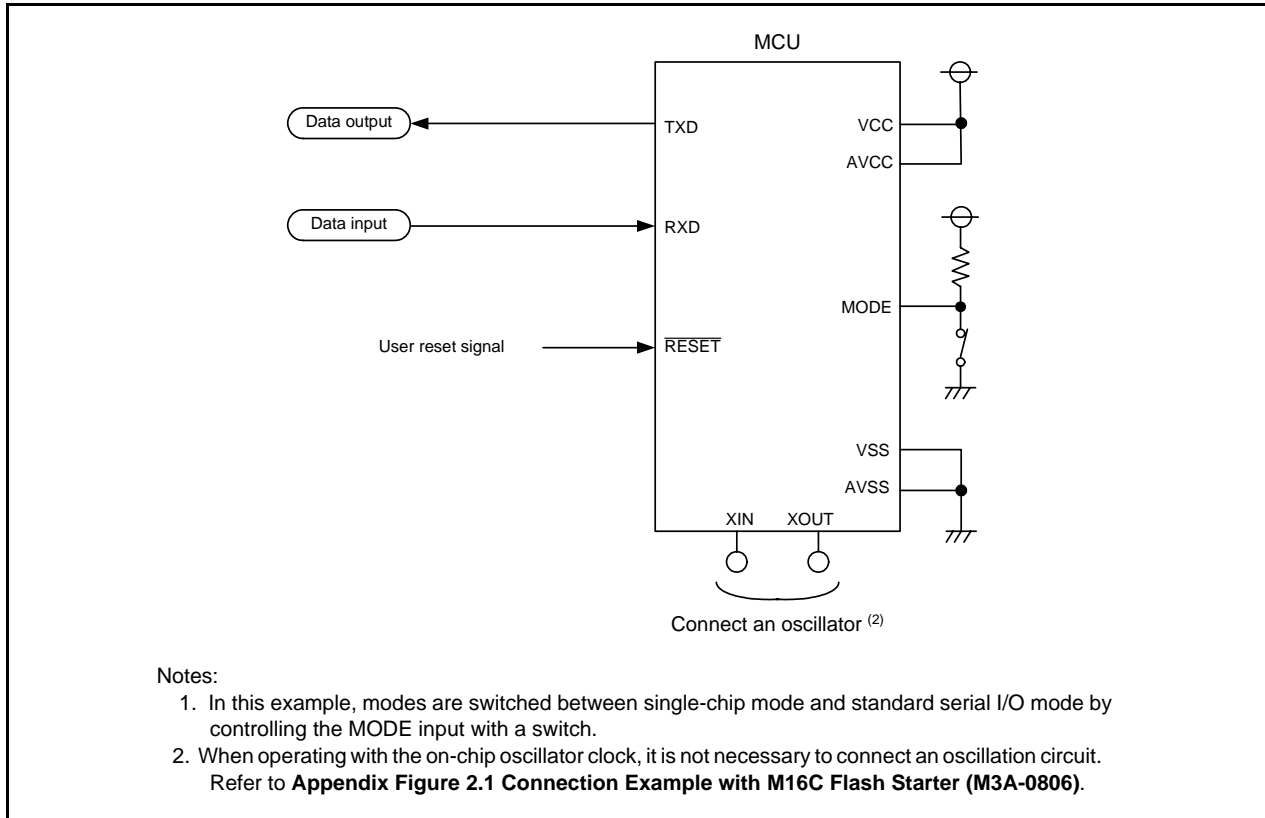 MCU
Data output
TXD
VCC
AVCC
Data input
RXD
MODE
User reset signal
RESET
VSS
AVSS
XIN XOUT
Connect an oscillator (2)
Notes:
1. In this example, modes are switched between single-chip mode and standard serial I/O mode by
controlling the MODE input with a switch.
2. When operating with the on-chip oscillator clock, it is not necessary to connect an oscillation circuit.
Refer to Appendix Figure 2.1 Connection Example with M16C Flash Starter (M3A-0806).